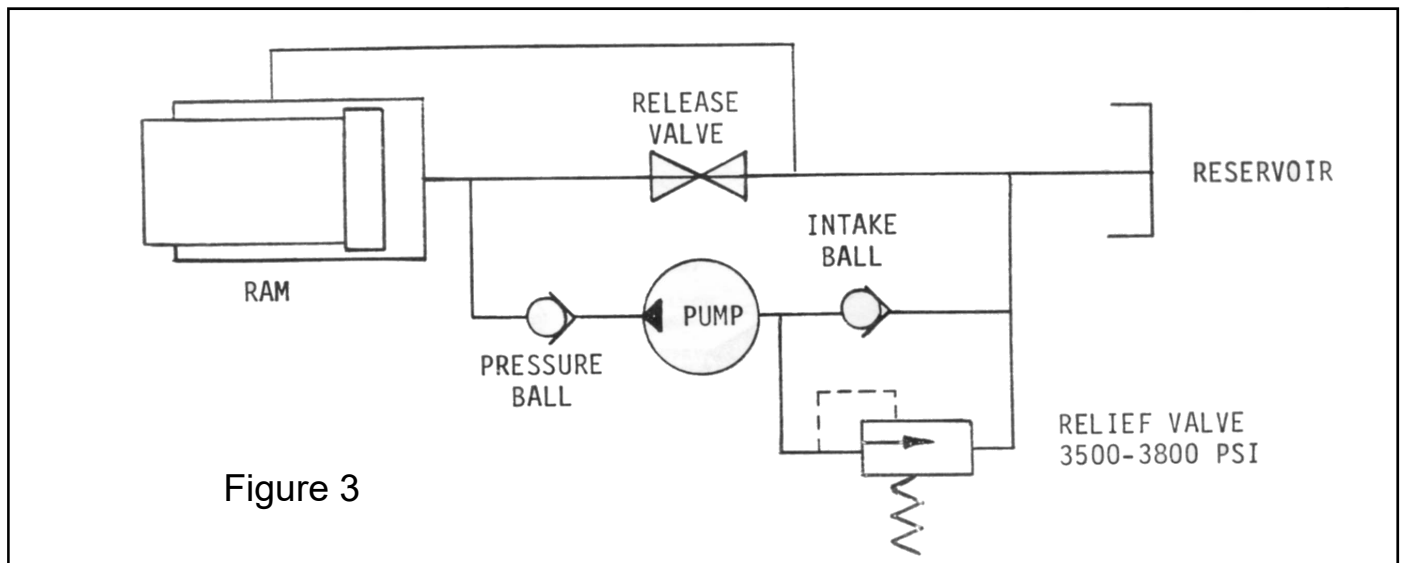 RELEASE
VALVE
RESERVOIR
INTAKE
BALL
RAM
PUMP
PRESSURE
BALL
RELIEF VALVE
3500-3800 PSI
Figure 3